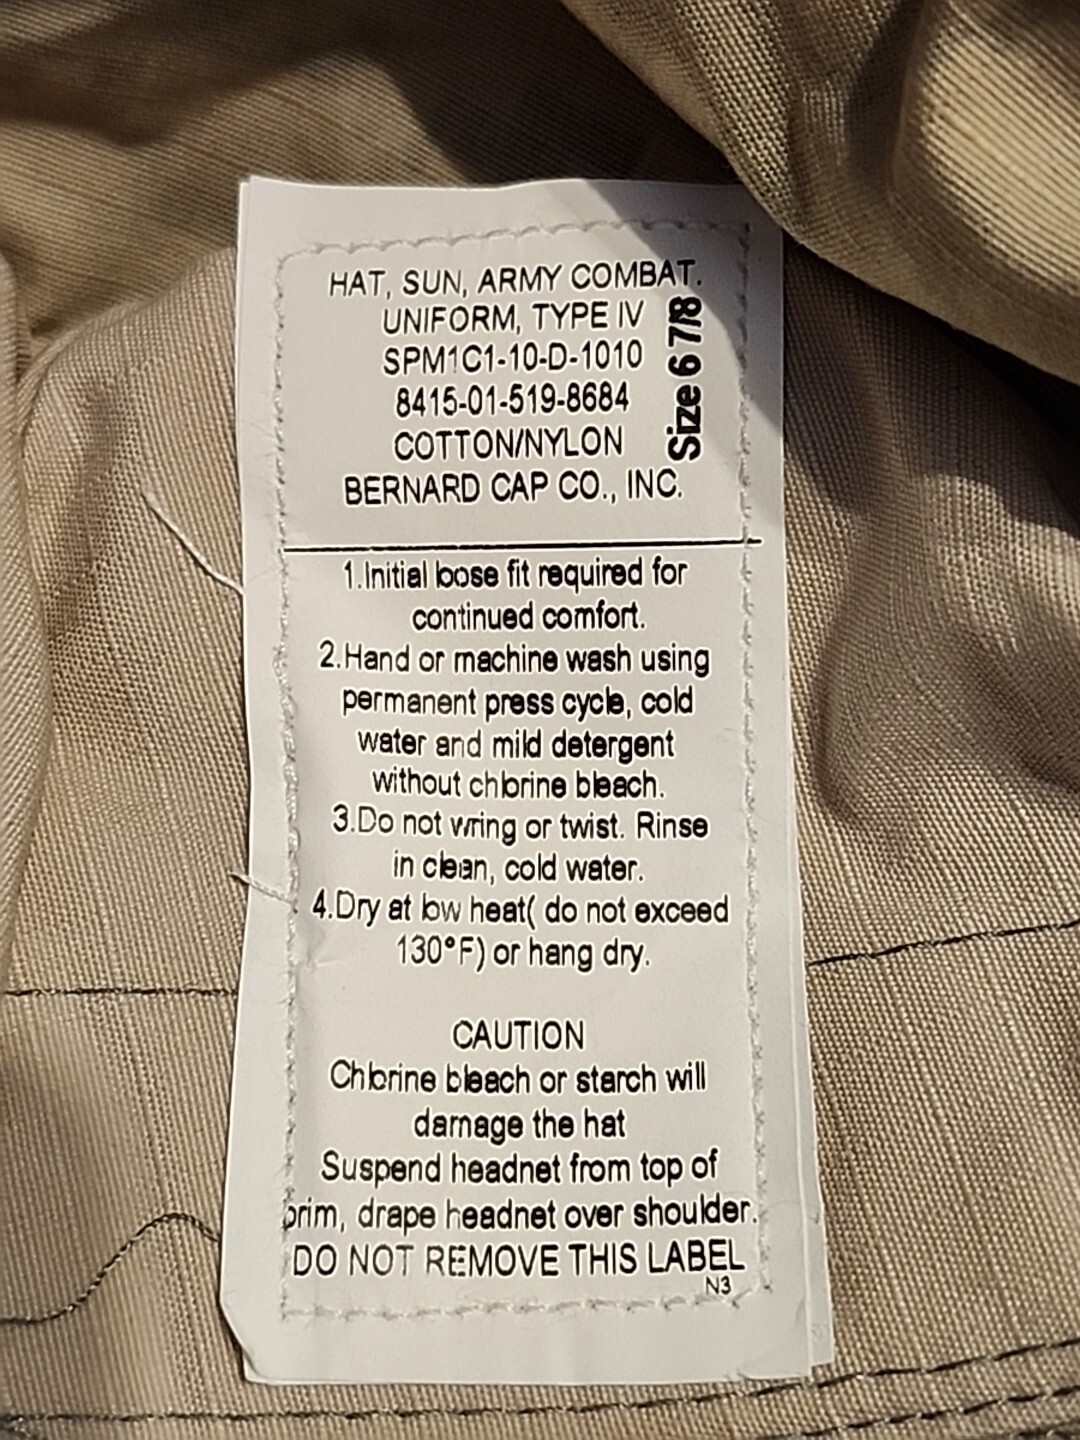 HAT, SUN, ARMY COMBAT.
UNIFORM, TYPE IV
SPM1C1-10-D-1010
8415-01-519-8684
COTTON/NYLON
BERNARD CAP CO., INC.
Size 6 7/8
1.Initial loose fit required for
continued comfort.
2.Hand or machine wash using
permanent press cycle, cold
water and mild detergent
without chlorine bleach.
3.Do not wring or twist. Rinse
in clean, cold water.
4.Dry at low heat( do not exceed
130°F) or hang dry.
CAUTION
Chlorine bleach or starch will
damage the hat
Suspend headnet from top of
brim, drape headnet over shoulder.
DO NOT REMOVE THIS LABEL
N3